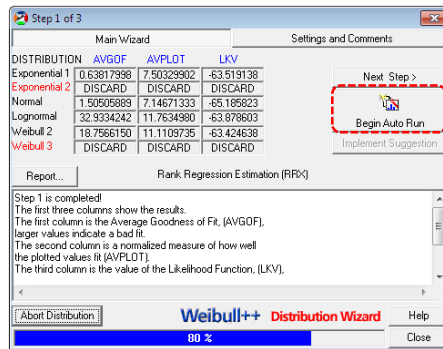 Step 1 of 3
Main Wizard Settings and Comments
DISTRIBUTION AVGOF AVPLOT LKV
Exponential 1 0.63817998 7.50329902 -63.519138
Exponential 2 DISCARD DISCARD DISCARD
Normal 1.50505889 7.14671333 -65.185823
Lognormal 32.9334242 11.7634980 -63.878603
Weibull 2 18.7566150 11.1109735 -63.424638
Weibull 3 DISCARD DISCARD DISCARD
Next Step >
Begin Auto Run
Implement Suggestion
Report... Rank Regression Estimation (RRX)
Step 1 is completed!
The first three columns show the results.
The first column is the Average Goodness of Fit, (AVGOF),
larger values indicate a bad fit.
The second column is a normalized measure of how well
the plotted values fit (AVPLOT).
The third column is the value of the Likelihood Function, (LKV),
Abort Distribution Weibull++ Distribution Wizard Help
80 % Close